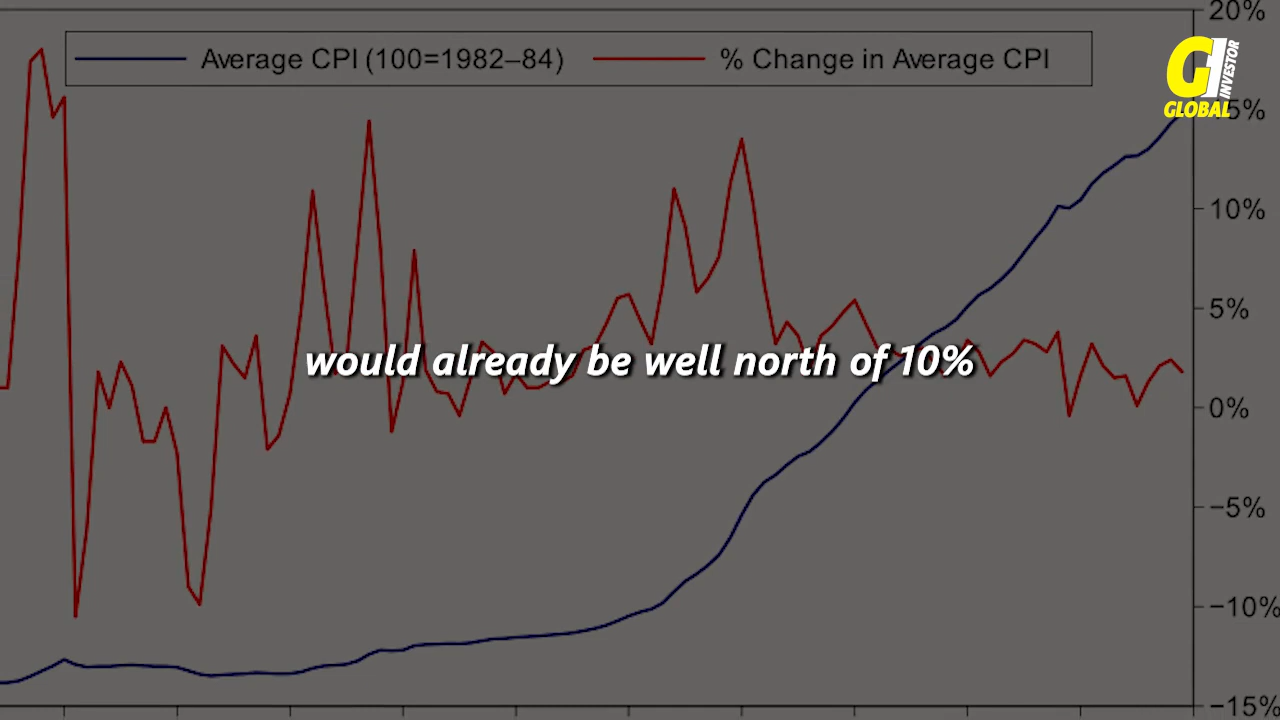 20%
Average CPI (100=1982–84)
% Change in Average CPI
GI
INVESTOR
GLOBAL
5%
10%
5%
would already be well north of 10%
0%
−5%
−10%
−15%